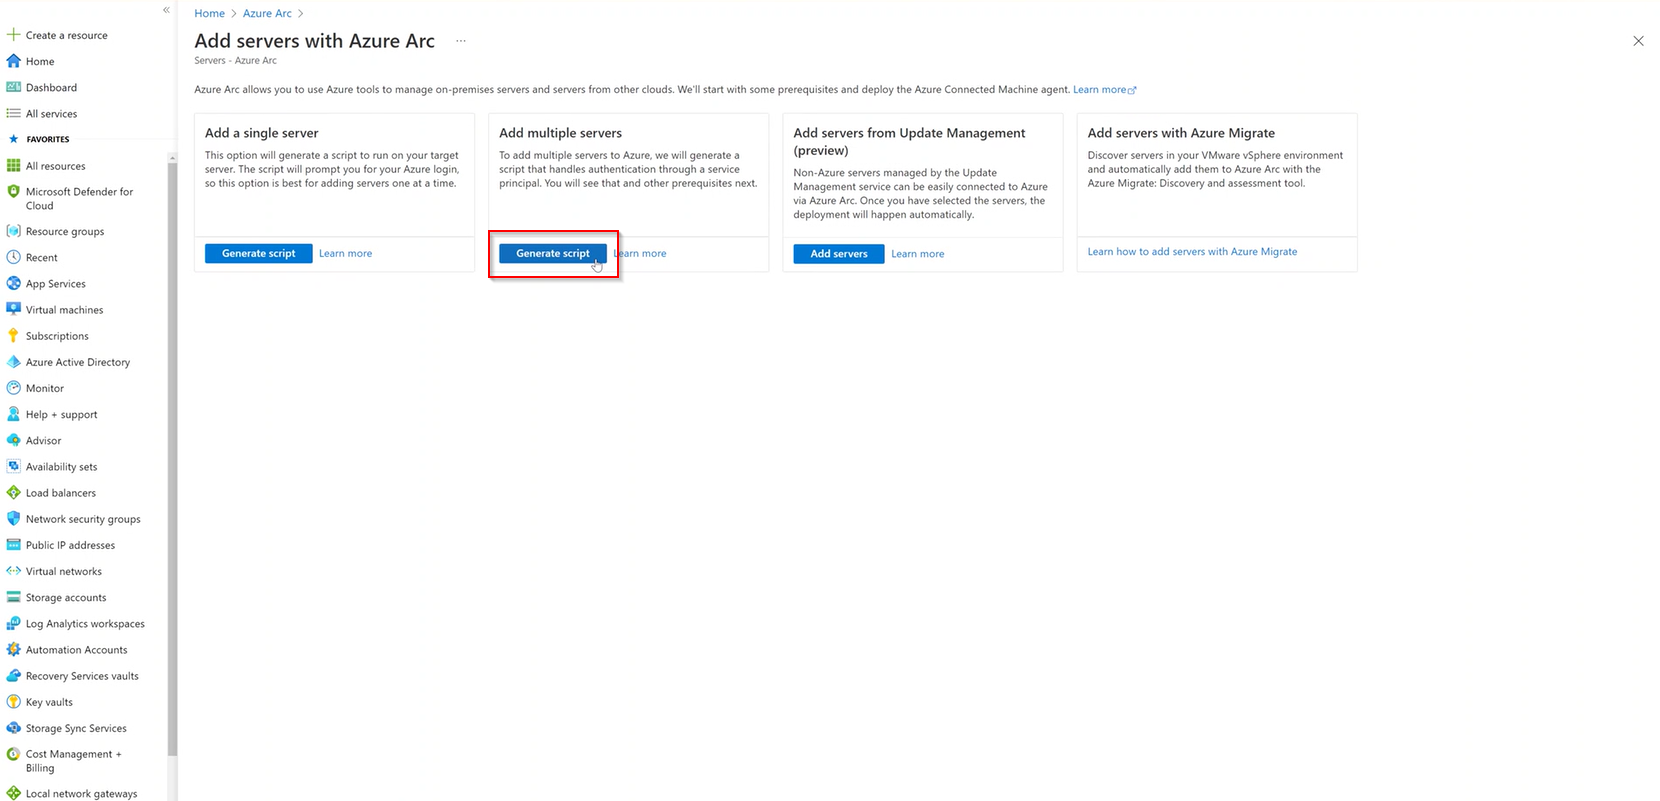 «
Create a resource
Home
Dashboard
All services
FAVORITES
All resources
Microsoft Defender for
Cloud
Resource groups
Recent
App Services
Virtual machines
Subscriptions
Azure Active Directory
Monitor
Help + support
Advisor
Availability sets
Load balancers
Network security groups
Public IP addresses
Virtual networks
Storage accounts
Log Analytics workspaces
Automation Accounts
Recovery Services vaults
Key vaults
Storage Sync Services
Cost Management +
Billing
Local network gateways
Home > Azure Arc >
Add servers with Azure Arc ...
Servers - Azure Arc
Azure Arc allows you to use Azure tools to manage on-premises servers and servers from other clouds. We'll start with some prerequisites and deploy the Azure Connected Machine agent. Learn more
Add a single server
This option will generate a script to run on your target
server. The script will prompt you for your Azure login,
so this option is best for adding servers one at a time.
Generate script Learn more
Add multiple servers
To add multiple servers to Azure, we will generate a
script that handles authentication through a service
principal. You will see that and other prerequisites next.
Generate script earn more
Add servers from Update Management
(preview)
Non-Azure servers managed by the Update
Management service can be easily connected to Azure
via Azure Arc. Once you have selected the servers, the
deployment will happen automatically.
Add servers Learn more
Add servers with Azure Migrate
Discover servers in your VMware vSphere environment
and automatically add them to Azure Arc with the
Azure Migrate: Discovery and assessment tool.
Learn how to add servers with Azure Migrate